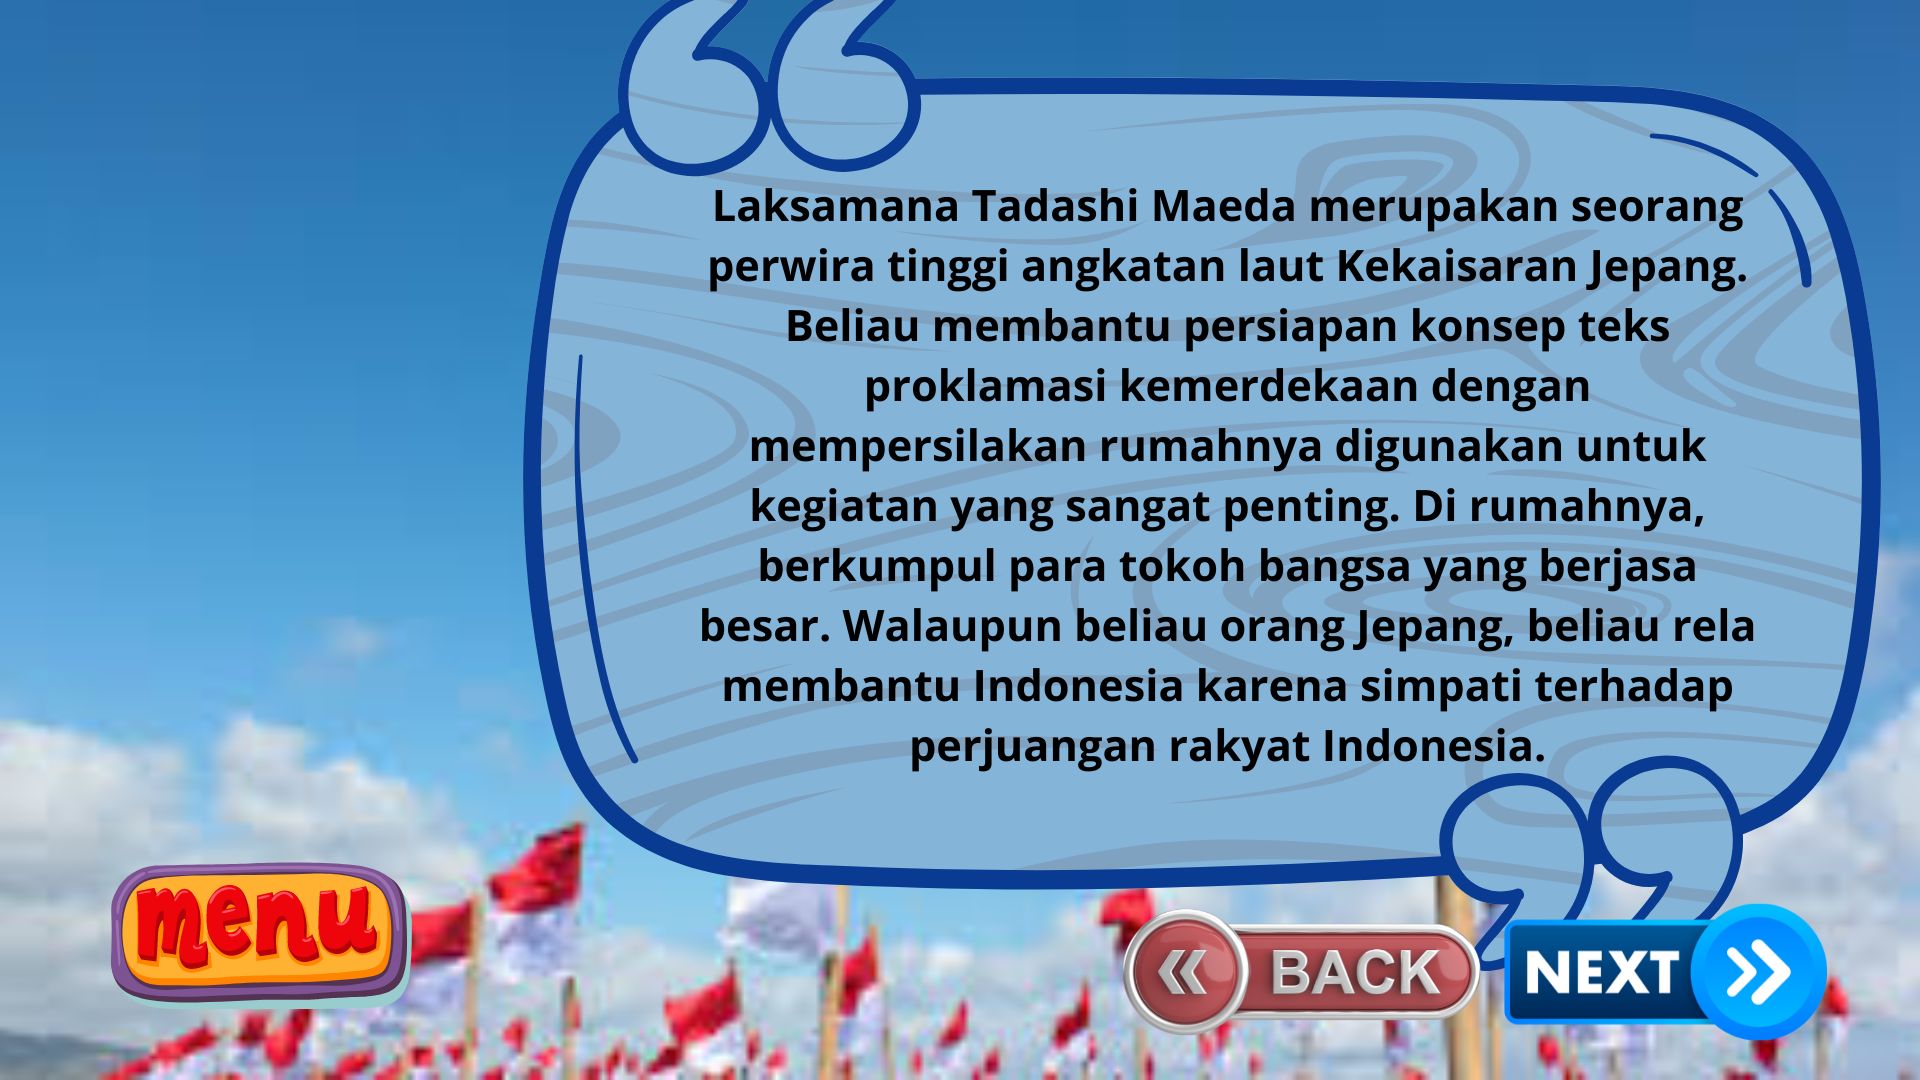 Laksamana Tadashi Maeda merupakan seorang
perwira tinggi angkatan laut Kekaisaran Jepang.
Beliau membantu persiapan konsep teks
proklamasi kemerdekaan dengan
mempersilakan rumahnya digunakan untuk
kegiatan yang sangat penting. Di rumahnya,
berkumpul para tokoh bangsa yang berjasa
besar. Walaupun beliau orang Jepang, beliau rela
membantu Indonesia karena simpati terhadap
perjuangan rakyat Indonesia.
menu
BACK
NEXT